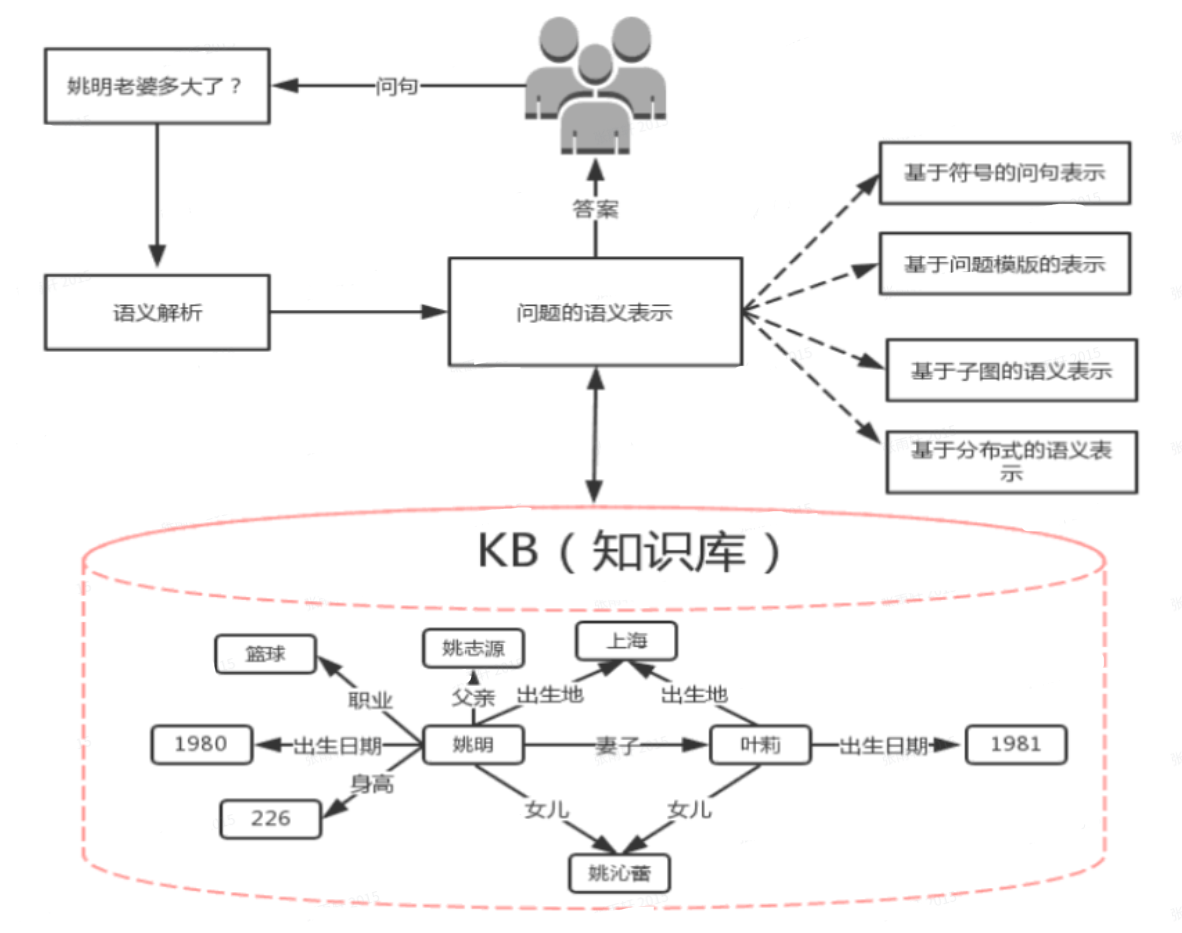 姚明老婆多大了？
问句
答案
基于符号的问句表示
基于问题模版的表示
语义解析
问题的语义表示
基于子图的语义表示
基于分布式的语义表
示
KB（知识库）
篮球
姚志源
上海
职业
父亲
出生地
出生地
1980
出生日期
姚明
妻子
叶莉
出生日期
1981
身高
226
女儿
女儿
姚沁蕾